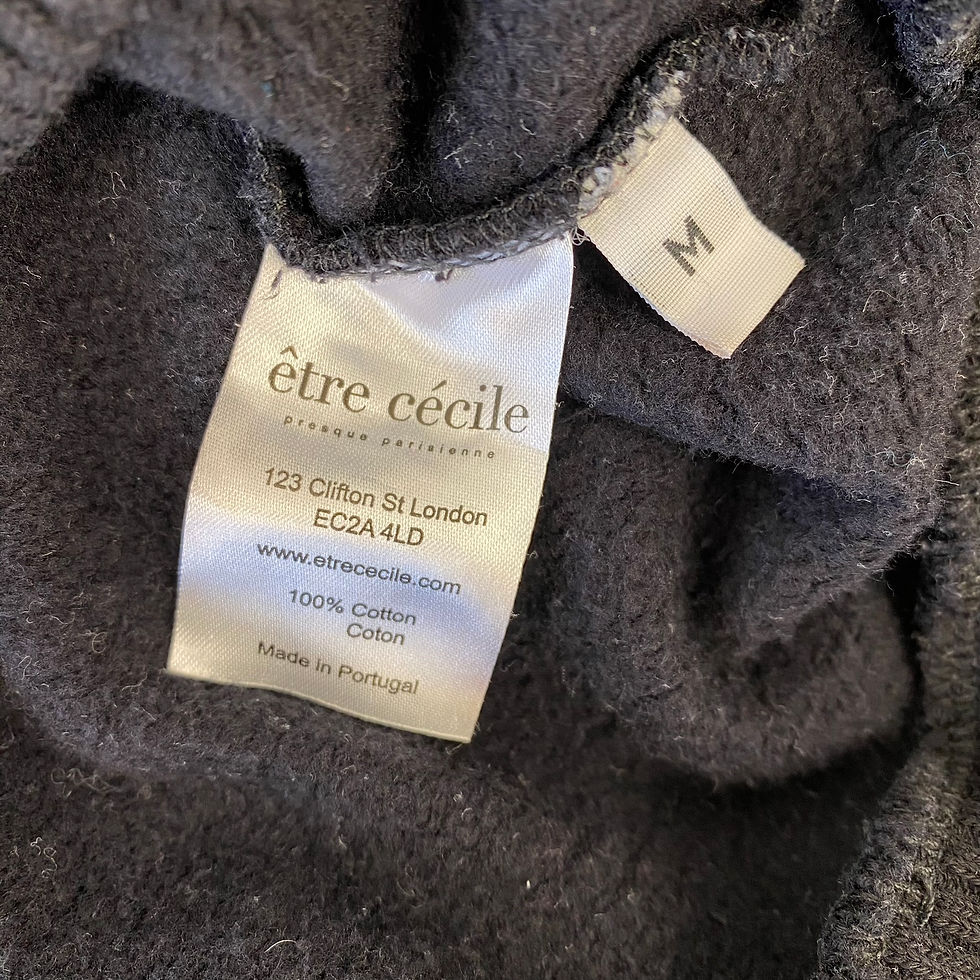 être cécile
presque parisienne
123 Clifton St London
EC2A 4LD
www.etrececile.com
100% Cotton
Coton
Made in Portugal
M